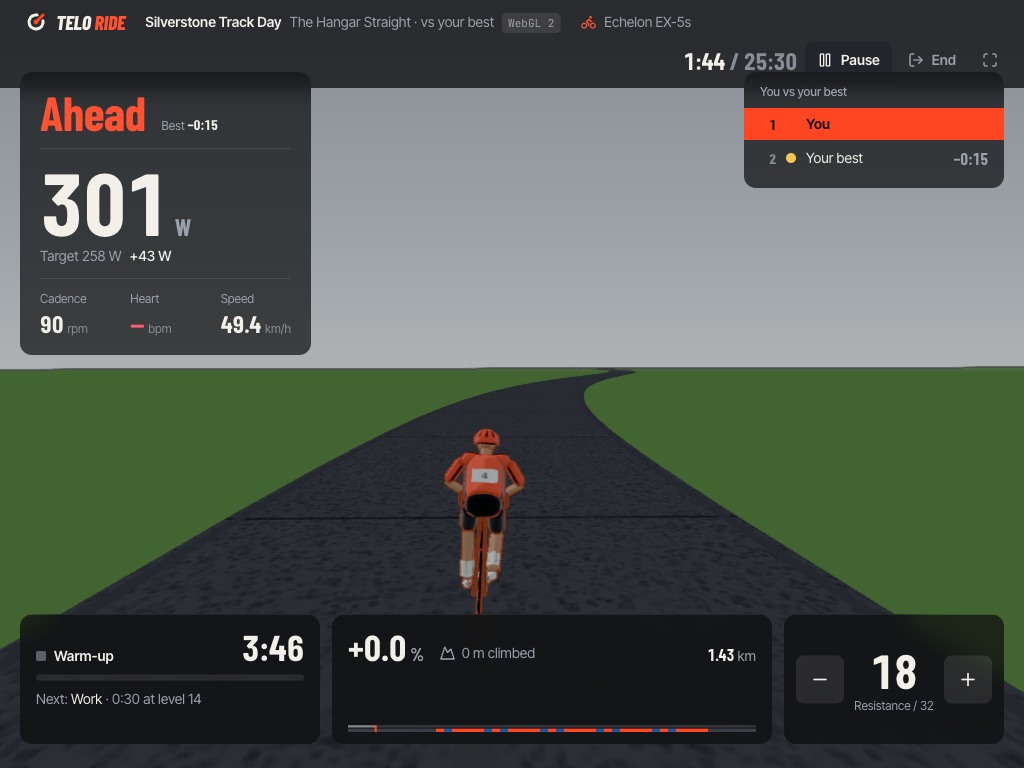 TELO RIDE Silverstone Track Day The Hangar Straight · vs your best WebGL 2 Echelon EX-5s
1:44 / 25:30 Pause End
Ahead Best –0:15
301 W
Target 258 W +43 W
Cadence Heart Speed
90 rpm – bpm 49.4 km/h
You vs your best
1 You
2 Your best –0:15
4
Warm-up 3:46
Next: Work · 0:30 at level 14
+0.0 % 0 m climbed 1.43 km
− 18 +
Resistance / 32